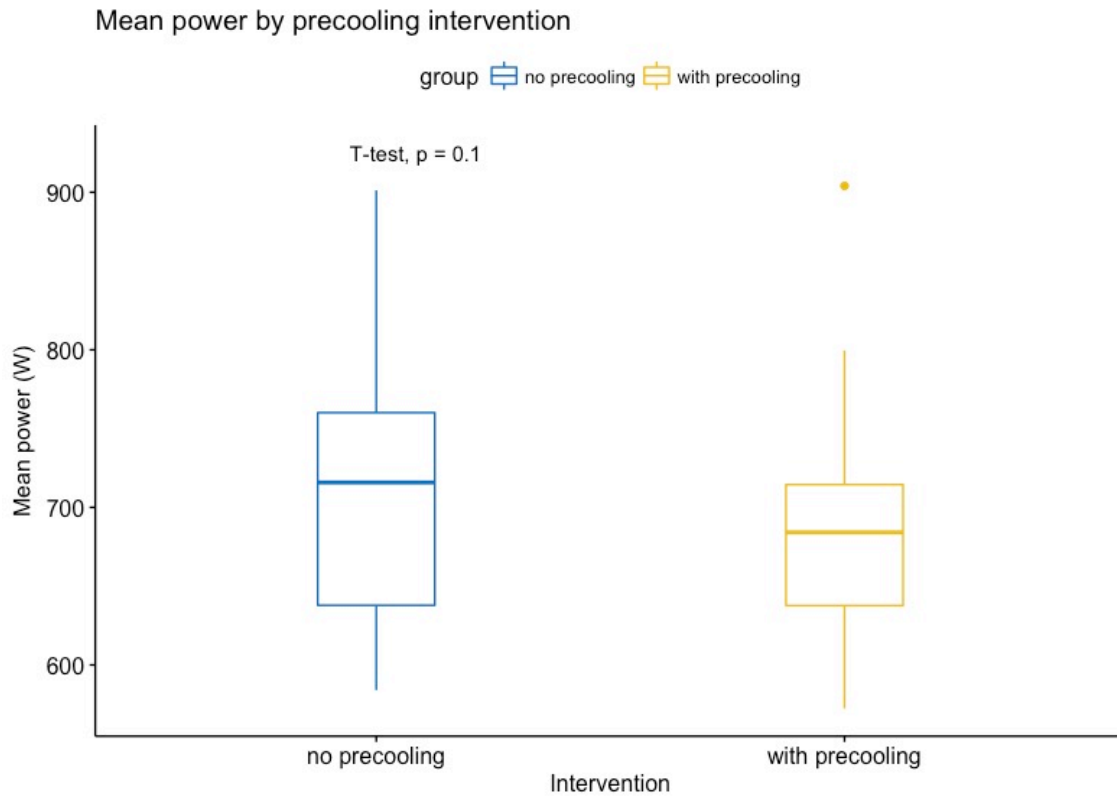 Mean power by precooling intervention
group no precooling with precooling
T-test, p = 0.1
900
800
700
600
Mean power (W)
no precooling with precooling
Intervention